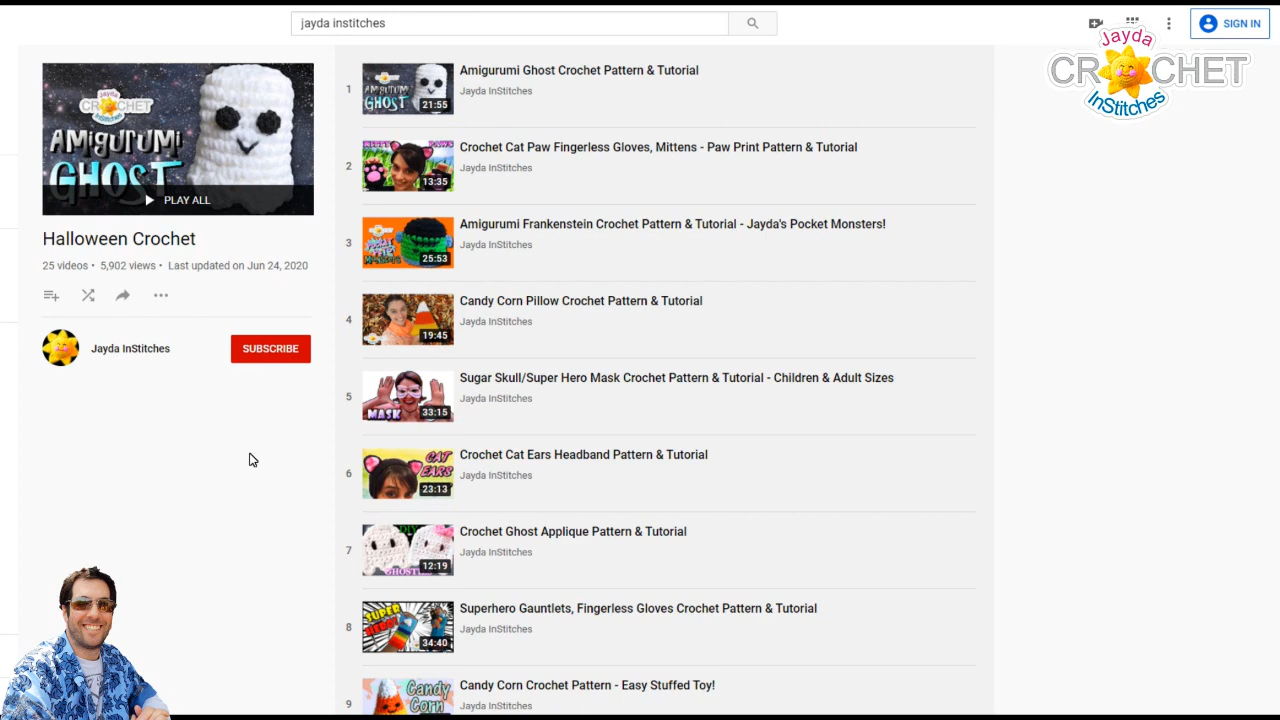 jayda institches
SIGN IN
Jayda
CROCHET
InStitches
Jayda
CROCHET
InStitches
AMIGURUMI
GHOST
PLAY ALL
Halloween Crochet
25 videos • 5,902 views • Last updated on Jun 24, 2020
Jayda InStitches
SUBSCRIBE
1
AMIGURUMI
GHOST
21:55
Amigurumi Ghost Crochet Pattern & Tutorial
Jayda InStitches
2
13:35
Crochet Cat Paw Fingerless Gloves, Mittens - Paw Print Pattern & Tutorial
Jayda InStitches
3
25:53
Amigurumi Frankenstein Crochet Pattern & Tutorial - Jayda's Pocket Monsters!
Jayda InStitches
4
19:45
Candy Corn Pillow Crochet Pattern & Tutorial
Jayda InStitches
5
MASK
33:15
Sugar Skull/Super Hero Mask Crochet Pattern & Tutorial - Children & Adult Sizes
Jayda InStitches
6
CAT
EARS
23:13
Crochet Cat Ears Headband Pattern & Tutorial
Jayda InStitches
7
DIY
12:19
Crochet Ghost Applique Pattern & Tutorial
Jayda InStitches
8
SUPER
HERO!
34:40
Superhero Gauntlets, Fingerless Gloves Crochet Pattern & Tutorial
Jayda InStitches
9
Candy
Corn
Candy Corn Crochet Pattern - Easy Stuffed Toy!
Jayda InStitches